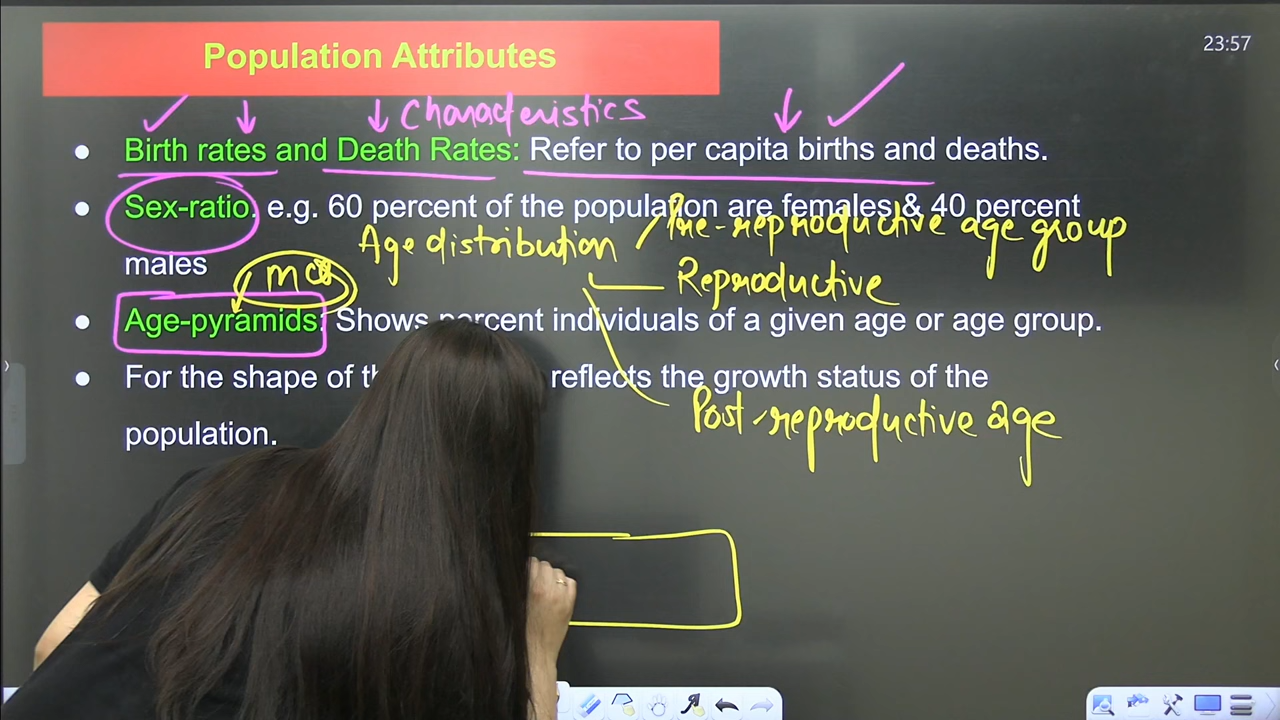 Population Attributes
23:57
Characteristics
● Birth rates and Death Rates: Refer to per capita births and deaths.
● Sex-ratio: e.g. 60 percent of the population are females & 40 percent
Age distribution
Pre-reproductive age group
males
Reproductive
● Age-pyramids: Shows percent individuals of a given age or age group.
● For the shape of reflects the growth status of the
Post-reproductive age
population.